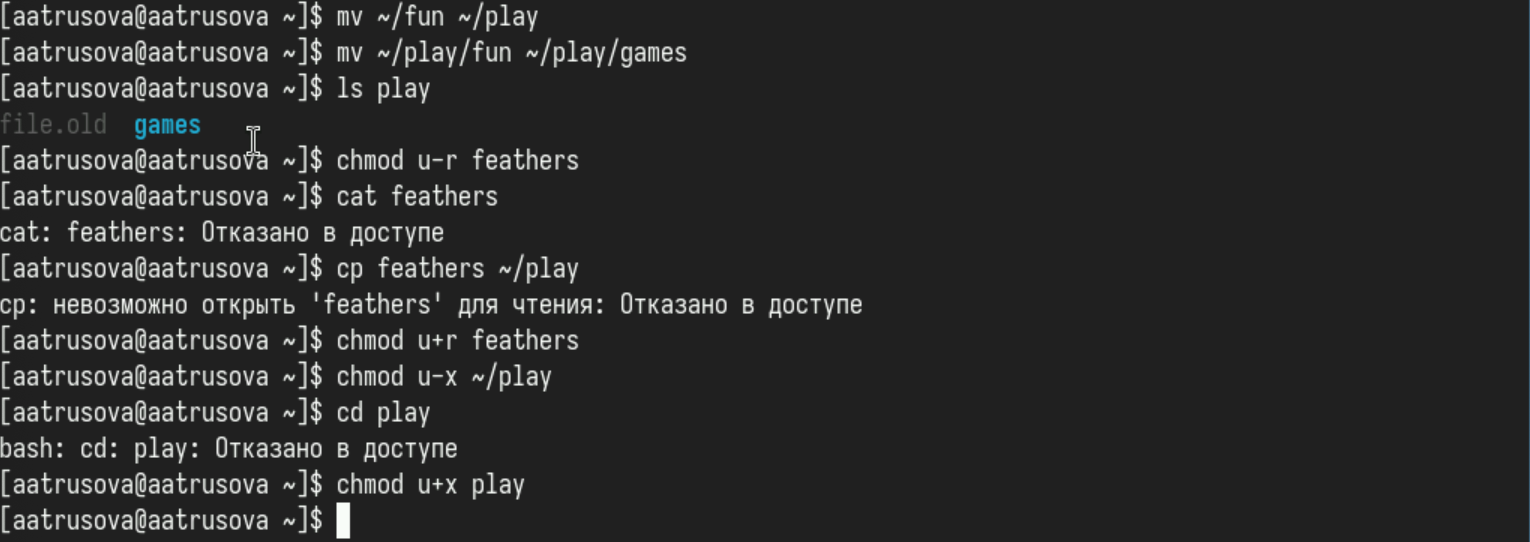 [aatrusova@aatrusova ~]$ mv ~/fun ~/play
[aatrusova@aatrusova ~]$ mv ~/play/fun ~/play/games
[aatrusova@aatrusova ~]$ ls play
file.old  games
[aatrusova@aatrusova ~]$ chmod u-r feathers
[aatrusova@aatrusova ~]$ cat feathers
cat: feathers: Отказано в доступе
[aatrusova@aatrusova ~]$ cp feathers ~/play
cp: невозможно открыть 'feathers' для чтения: Отказано в доступе
[aatrusova@aatrusova ~]$ chmod u+r feathers
[aatrusova@aatrusova ~]$ chmod u-x ~/play
[aatrusova@aatrusova ~]$ cd play
bash: cd: play: Отказано в доступе
[aatrusova@aatrusova ~]$ chmod u+x play
[aatrusova@aatrusova ~]$